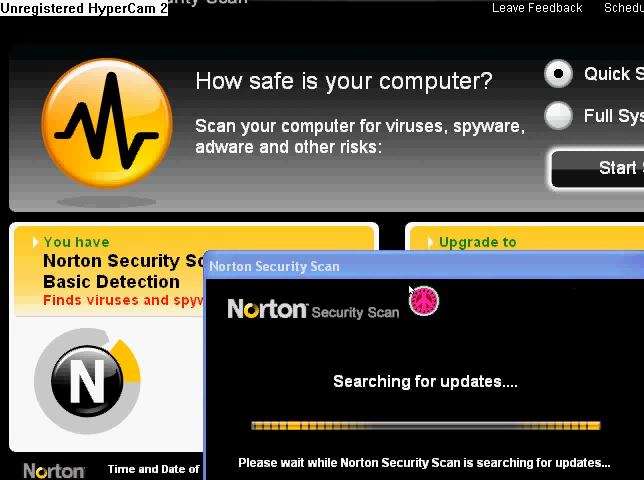 Unregistered HyperCam 2
Security Scan
Leave Feedback
How safe is your computer?
Quick
Scan your computer for viruses, spyware,
adware and other risks:
Full
Start
You have
Norton Security
Basic Detection
Finds viruses and
Upgrade to
Norton Security Scan
Norton Security Scan
Searching for updates....
Please wait while Norton Security Scan is searching for updates...
N
Norton
Time and Date of